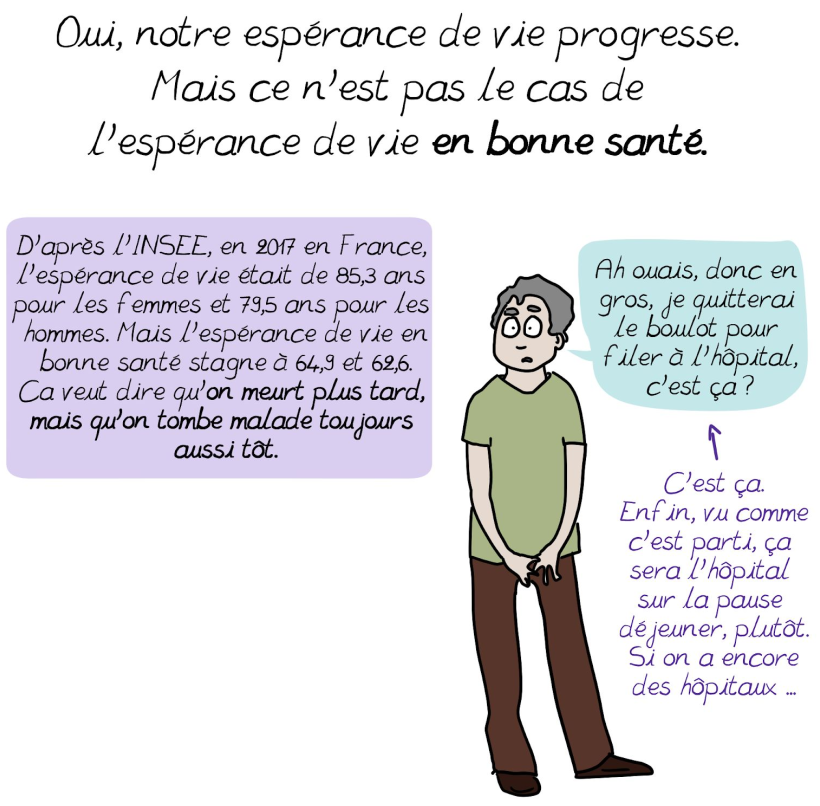 Oui, notre espérance de vie progresse.
Mais ce n'est pas le cas de
l'espérance de vie en bonne santé.
D'après l'INSEE, en 2017 en France,
l'espérance de vie était de 85,3 ans
pour les femmes et 79,5 ans pour les
hommes. Mais l'espérance de vie en
bonne santé stagne à 64,9 et 62,6.
Ca veut dire qu'on meurt plus tard,
mais qu'on tombe malade toujours
aussi tôt.
Ah ouais, donc en
gros, je quitterai
le boulot pour
filer à l'hôpital,
c'est ça ?
C'est ça.
Enfin, vu comme
c'est parti, ça
sera l'hôpital
sur la pause
déjeuner, plutôt.
Si on a encore
des hôpitaux ...